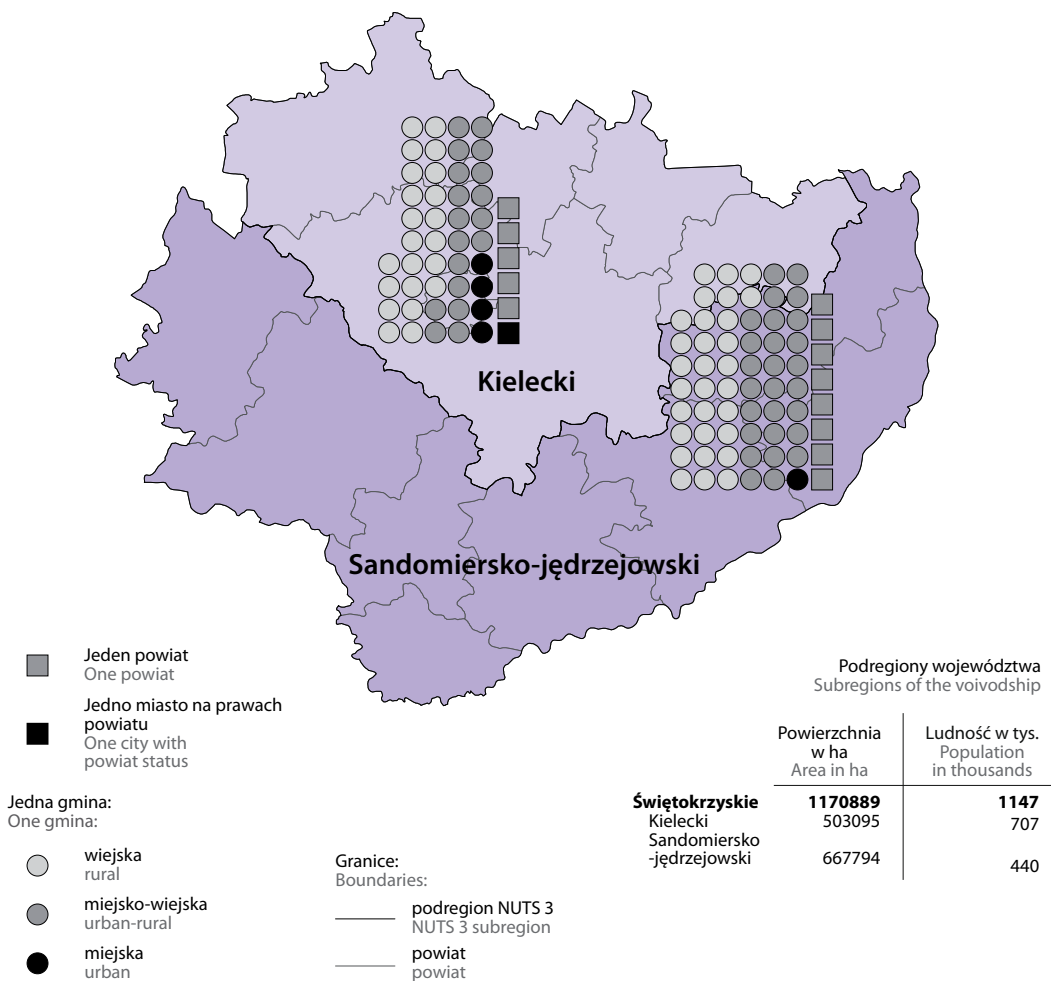 Kielecki
Sandomiersko-jędrzejowski
Jeden powiat
One powiat
Jedno miasto na prawach
powiatu
One city with
powiat status
Jedna gmina:
One gmina:
wiejska
rural
miejsko-wiejska
urban-rural
miejska
urban
Granice:
Boundaries:
podregion NUTS 3
NUTS 3 subregion
powiat
powiat
Podregiony województwa
Subregions of the voivodship
Powierzchnia
w ha
Area in ha
Ludność w tys.
Population
in thousands
Świętokrzyskie 1170889 1147
Kielecki 503095 707
Sandomiersko
-jędrzejowski 667794 440